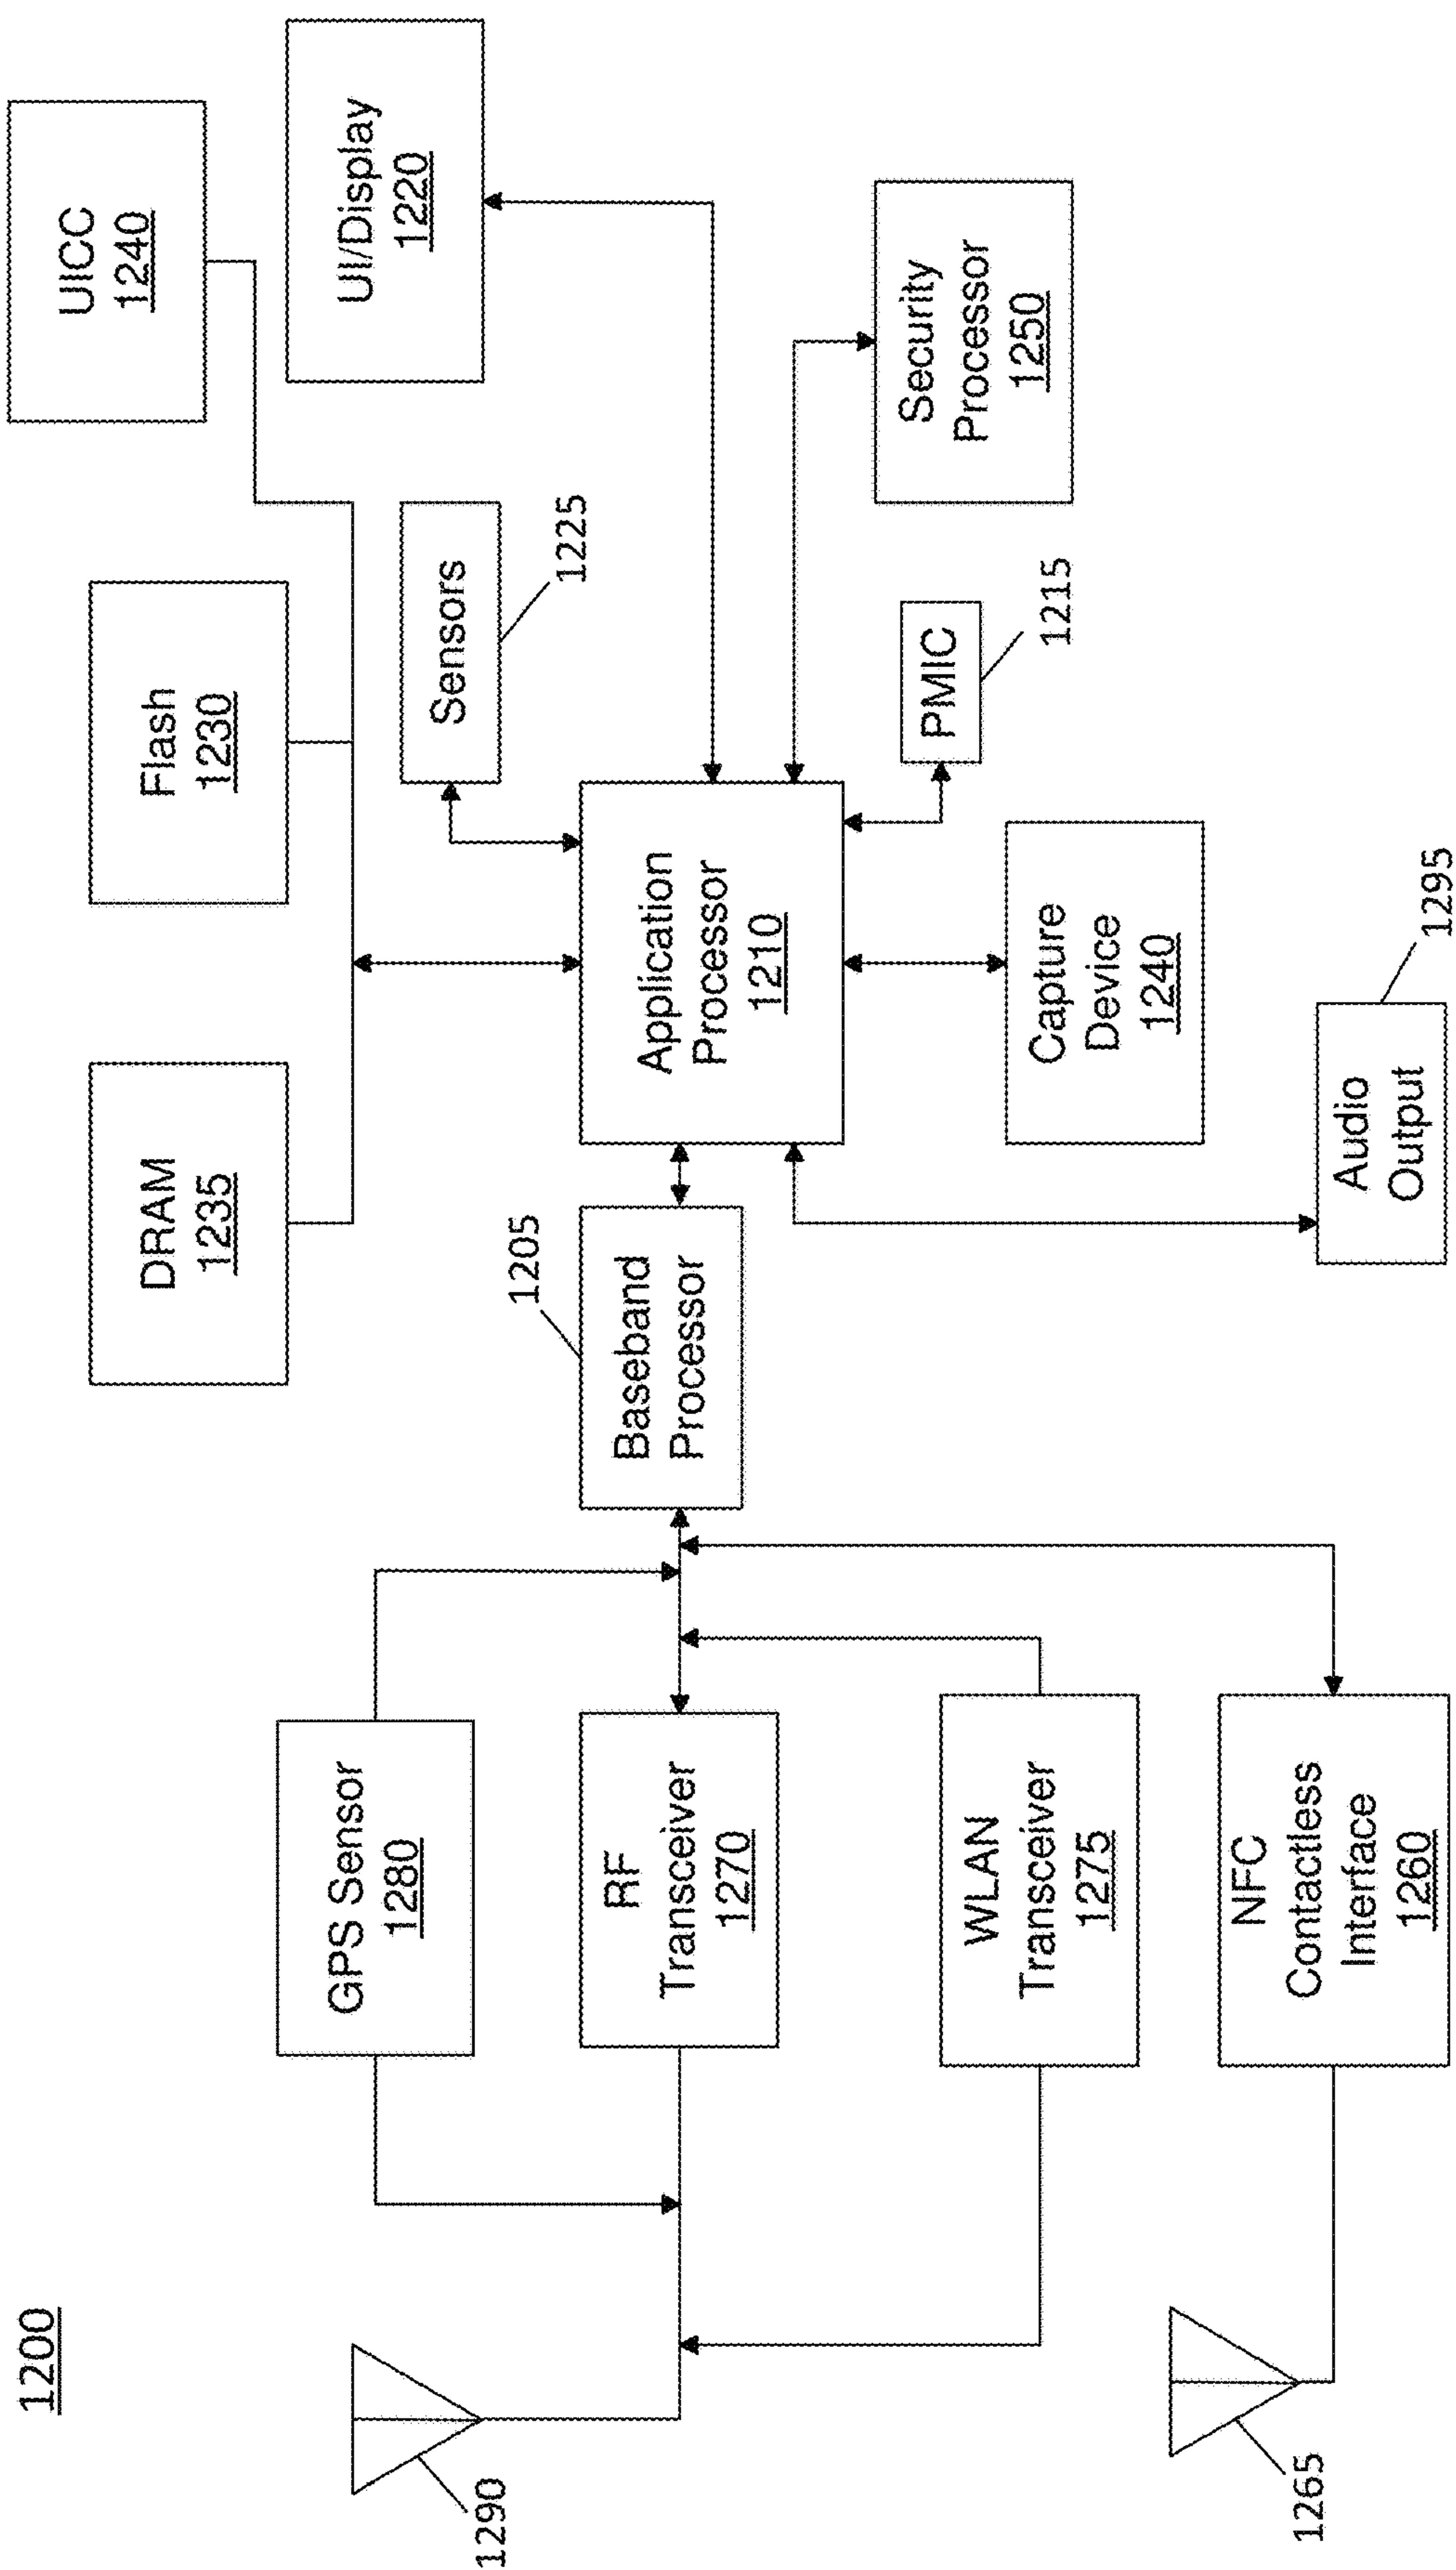 1200
UICC
1240
DRAM
1235
Flash
1230
UI/Display
1220
Sensors
1225
GPS Sensor
1280
1290
RF
Transceiver
1270
1205
Baseband
Processor
Application
Processor
1210
Security
Processor
1250
PMIC
1215
WLAN
Transceiver
1275
Capture
Device
1240
NFC
Contactless
Interface
1260
1265
Audio
Output
1295